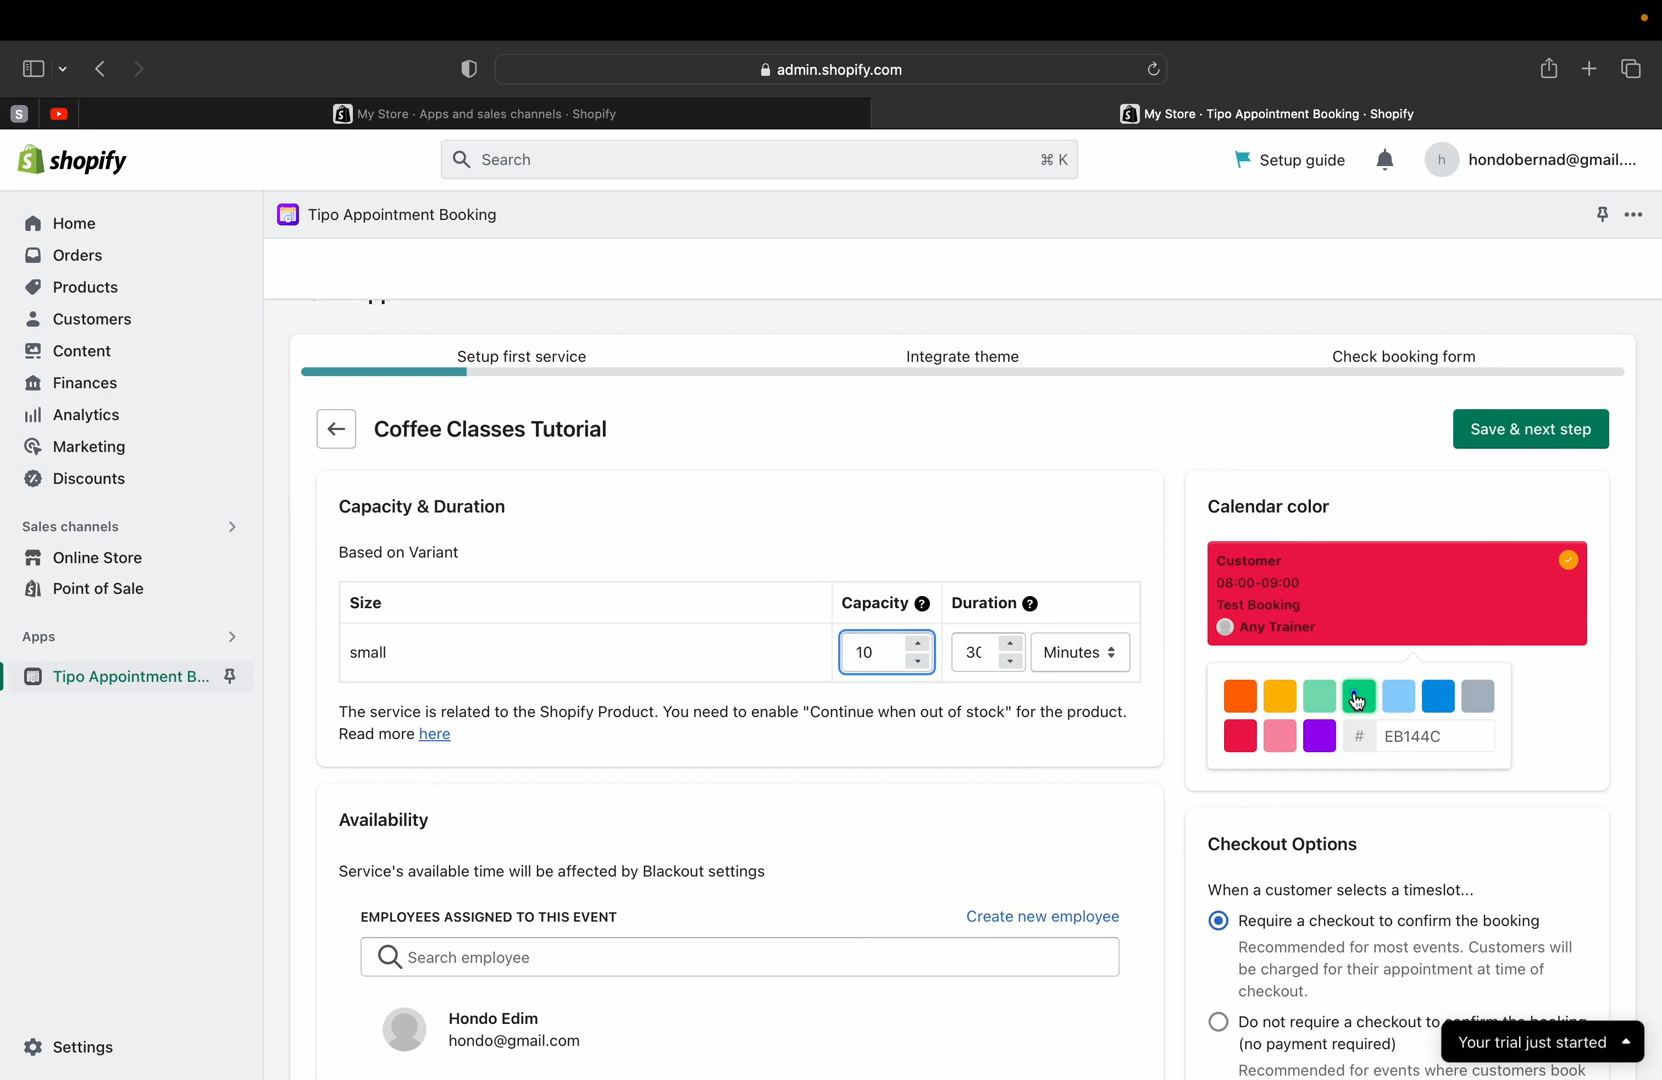 admin.shopify.com
S
My Store · Apps and sales channels · Shopify
My Store · Tipo Appointment Booking · Shopify
shopify
Search
⌘ K
Setup guide
h
hondobernad@gmail....
Home
Orders
Products
Customers
Content
Finances
Analytics
Marketing
Discounts
Sales channels
Online Store
Point of Sale
Apps
Tipo Appointment B...
Settings
Tipo Appointment Booking
Setup first service
Integrate theme
Check booking form
Coffee Classes Tutorial
Save & next step
Capacity & Duration
Based on Variant
Size
Capacity ?
Duration ?
small
10
30
Minutes
The service is related to the Shopify Product. You need to enable "Continue when out of stock" for the product.
Read more here
Availability
Service's available time will be affected by Blackout settings
EMPLOYEES ASSIGNED TO THIS EVENT
Create new employee
Search employee
Hondo Edim
hondo@gmail.com
Calendar color
Customer
08:00-09:00
Test Booking
Any Trainer
# EB144C
Checkout Options
When a customer selects a timeslot...
Require a checkout to confirm the booking
Recommended for most events. Customers will
be charged for their appointment at time of
checkout.
Do not require a checkout to confirm the booking
(no payment required)
Recommended for events where customers book
Your trial just started